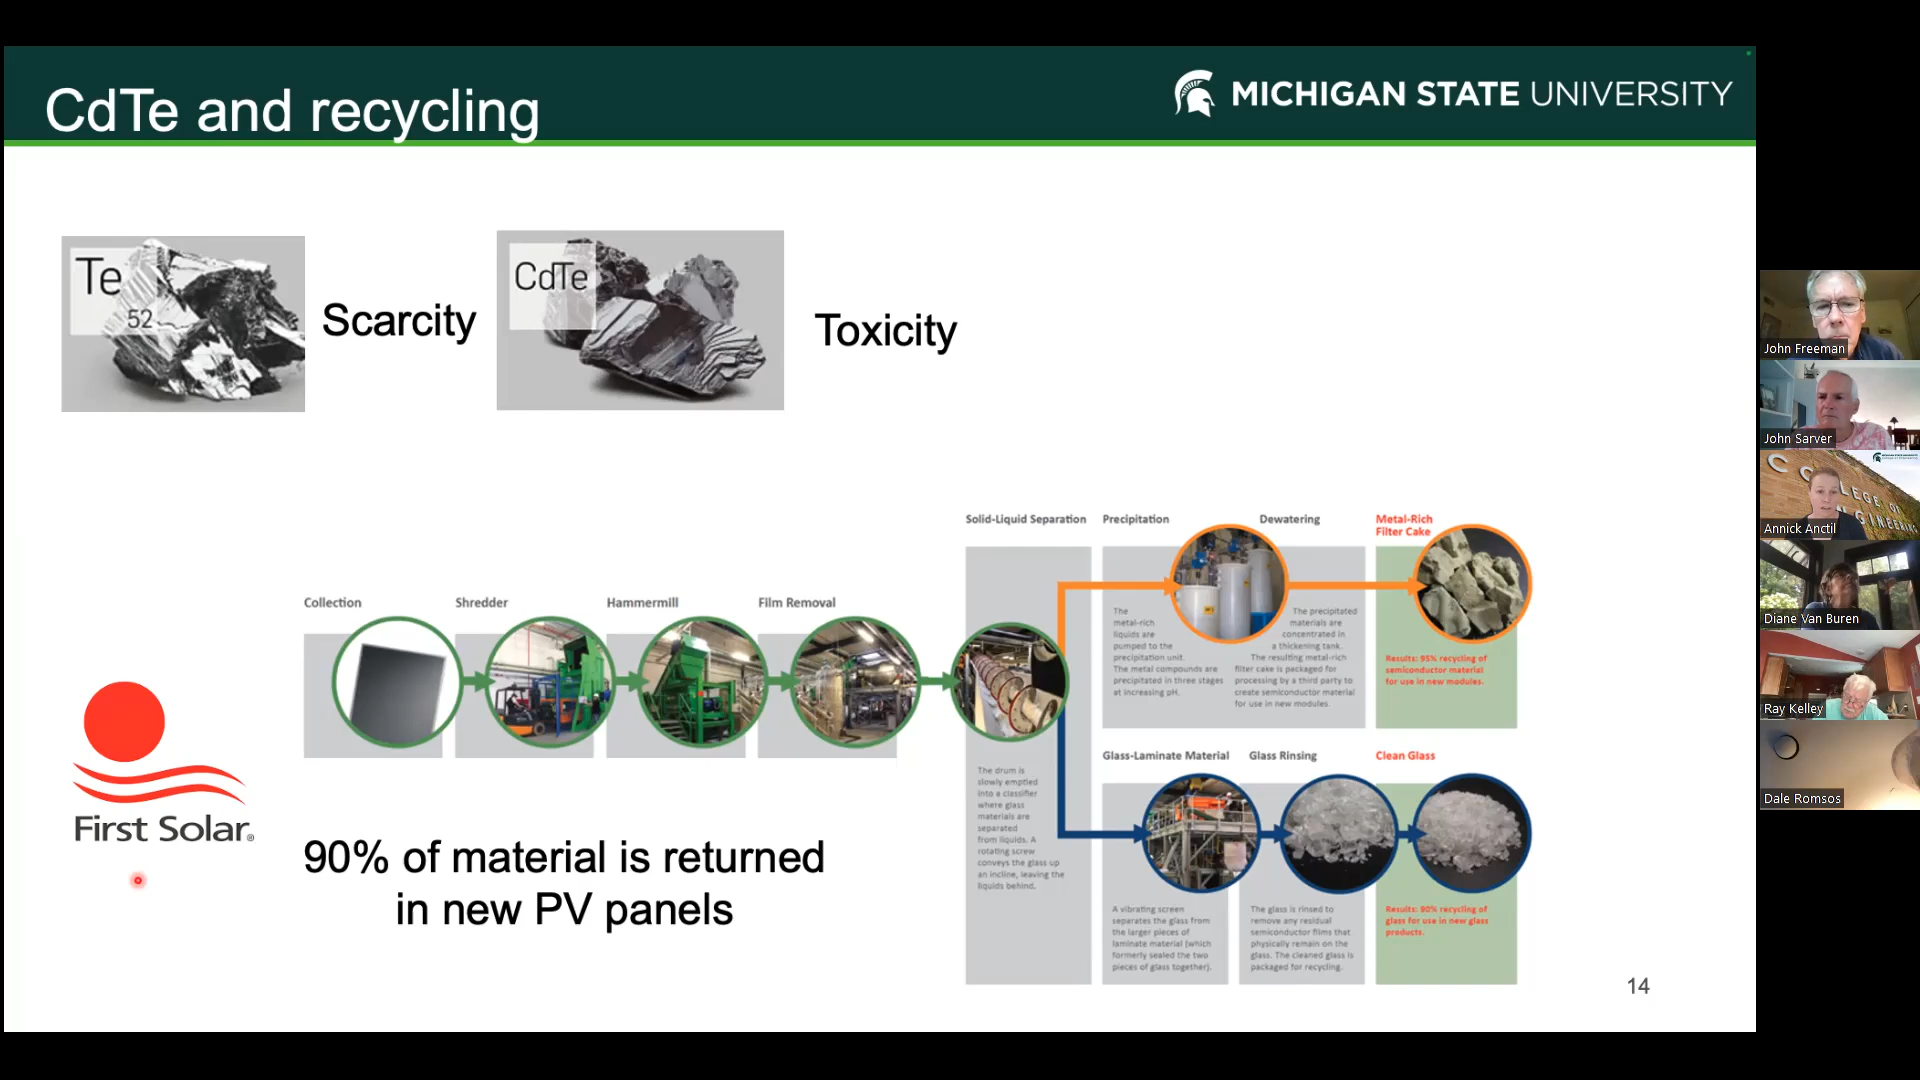 CdTe and recycling
MICHIGAN STATE UNIVERSITY
Te
52
Scarcity
CdTe
Toxicity
Collection
Shredder
Hammermill
Film Removal
Solid-Liquid Separation
The drum is
slowly emptied
into a classifier
where glass
materials are
separated
from liquids. A
rotating screw
conveys the glass up
an incline, leaving the
liquids behind.
Precipitation
The
metal-rich
liquids are
pumped to the
precipitation unit.
The metal compounds are
precipitated in three stages
at increasing pH.
Dewatering
The precipitated
materials are
concentrated in
a thickening tank.
The resulting metal-rich
filter cake is packaged for
processing by a third party to
create semiconductor material
for use in new modules.
Metal-Rich
Filter Cake
Results: 95% recycling of
semiconductor material
for use in new modules.
Glass-Laminate Material
A vibrating screen
separates the glass from
the larger pieces of
laminate material (which
formerly sealed the two
pieces of glass together).
Glass Rinsing
The glass is rinsed to
remove any residual
semiconductor films that
physically remain on the
glass. The cleaned glass is
packaged for recycling.
Clean Glass
Results: 90% recycling of
glass for use in new glass
products.
First Solar®
90% of material is returned
in new PV panels
14
John Freeman
John Sarver
COLLEGE OF
ENGINEERING
Annick Anctil
Diane Van Buren
Ray Kelley
Dale Romsos